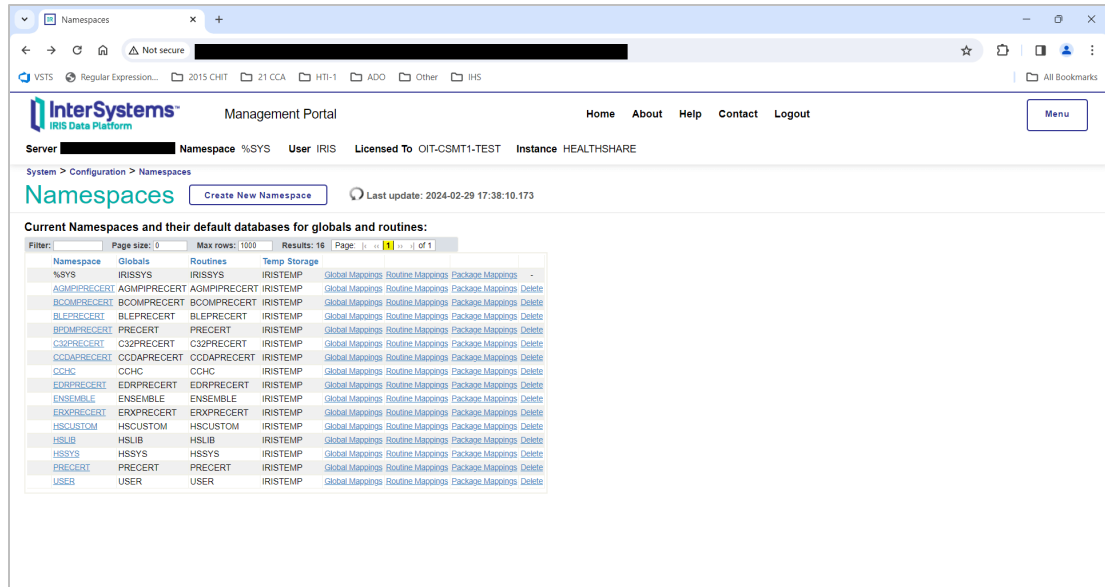 Namespaces
Not secure
VSTS Regular Expression... 2015 CHIT 21 CCA HTI-1 ADO Other IHS All Bookmarks
InterSystems™
IRIS Data Platform
Management Portal
Home About Help Contact Logout
Menu
Server Namespace %SYS User IRIS Licensed To OIT-CSMT1-TEST Instance HEALTHSHARE
System > Configuration > Namespaces
Namespaces Create New Namespace Last update: 2024-02-29 17:38:10.173
Current Namespaces and their default databases for globals and routines:
Filter: Page size: 0 Max rows: 1000 Results: 16 Page: |‹ ‹‹ 1 ›› ›| of 1
Namespace Globals Routines Temp Storage
%SYS IRISSYS IRISSYS IRISTEMP Global Mappings Routine Mappings Package Mappings -
AGMPIPRECERT AGMPIPRECERT AGMPIPRECERT IRISTEMP Global Mappings Routine Mappings Package Mappings Delete
BCOMPRECERT BCOMPRECERT BCOMPRECERT IRISTEMP Global Mappings Routine Mappings Package Mappings Delete
BLEPRECERT BLEPRECERT BLEPRECERT IRISTEMP Global Mappings Routine Mappings Package Mappings Delete
BPDMPRECERT PRECERT PRECERT IRISTEMP Global Mappings Routine Mappings Package Mappings Delete
C32PRECERT C32PRECERT C32PRECERT IRISTEMP Global Mappings Routine Mappings Package Mappings Delete
CCDAPRECERT CCDAPRECERT CCDAPRECERT IRISTEMP Global Mappings Routine Mappings Package Mappings Delete
CCHC CCHC CCHC IRISTEMP Global Mappings Routine Mappings Package Mappings Delete
EDRPRECERT EDRPRECERT EDRPRECERT IRISTEMP Global Mappings Routine Mappings Package Mappings Delete
ENSEMBLE ENSEMBLE ENSEMBLE IRISTEMP Global Mappings Routine Mappings Package Mappings Delete
ERXPRECERT ERXPRECERT ERXPRECERT IRISTEMP Global Mappings Routine Mappings Package Mappings Delete
HSCUSTOM HSCUSTOM HSCUSTOM IRISTEMP Global Mappings Routine Mappings Package Mappings Delete
HSLIB HSLIB HSLIB IRISTEMP Global Mappings Routine Mappings Package Mappings Delete
HSSYS HSSYS HSSYS IRISTEMP Global Mappings Routine Mappings Package Mappings Delete
PRECERT PRECERT PRECERT IRISTEMP Global Mappings Routine Mappings Package Mappings Delete
USER USER USER IRISTEMP Global Mappings Routine Mappings Package Mappings Delete